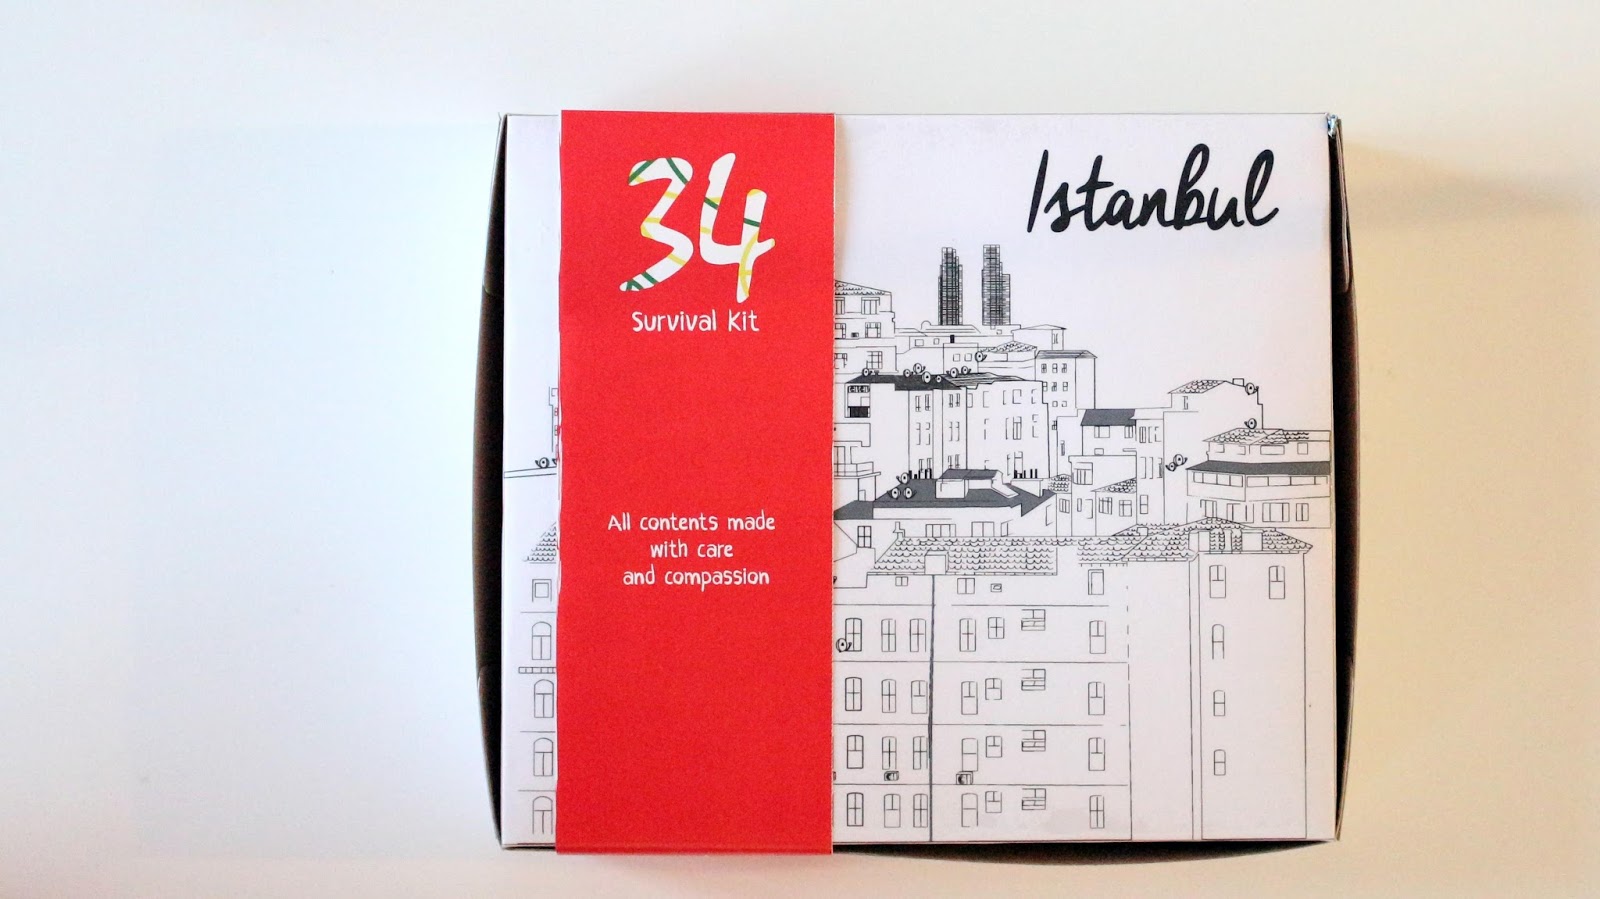 34
Survival Kit
All contents made
with care
and compassion
Istanbul